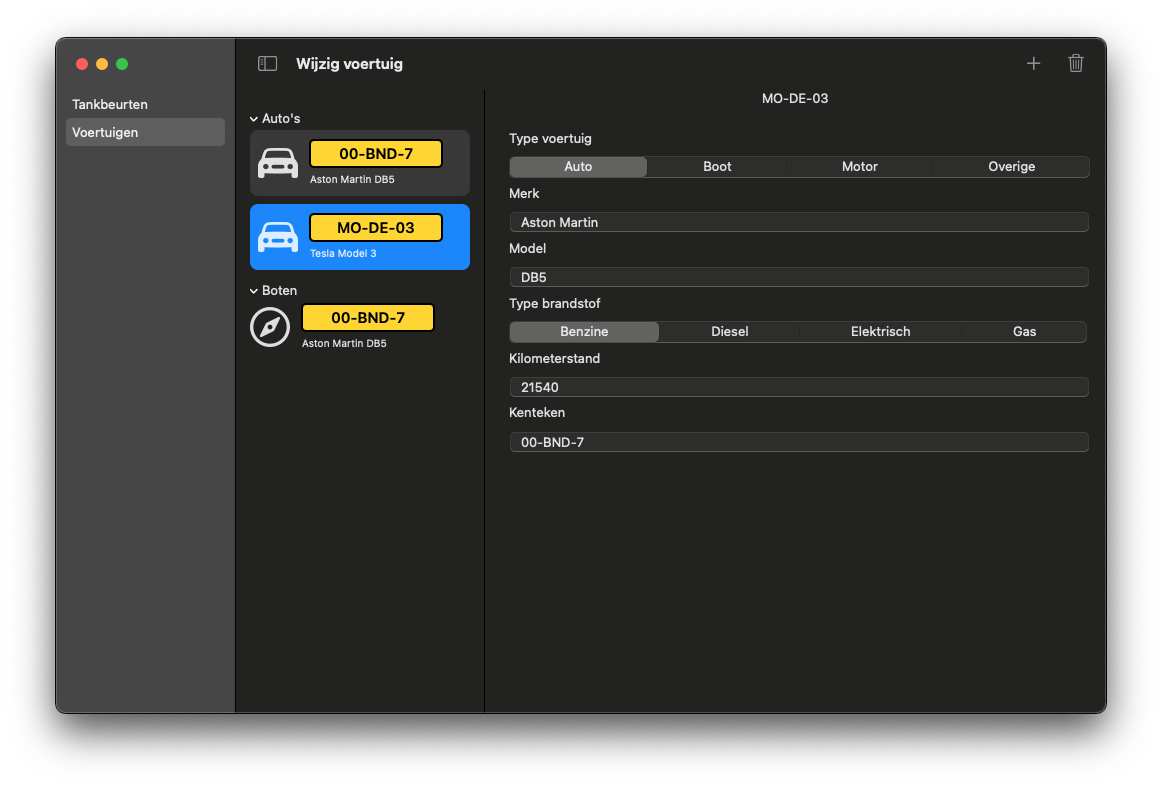 Wijzig voertuig
Tankbeurten
Voertuigen
Auto's
00-BND-7
Aston Martin DB5
MO-DE-03
Tesla Model 3
Boten
00-BND-7
Aston Martin DB5
MO-DE-03
Type voertuig
Auto Boot Motor Overige
Merk
Aston Martin
Model
DB5
Type brandstof
Benzine Diesel Elektrisch Gas
Kilometerstand
21540
Kenteken
00-BND-7